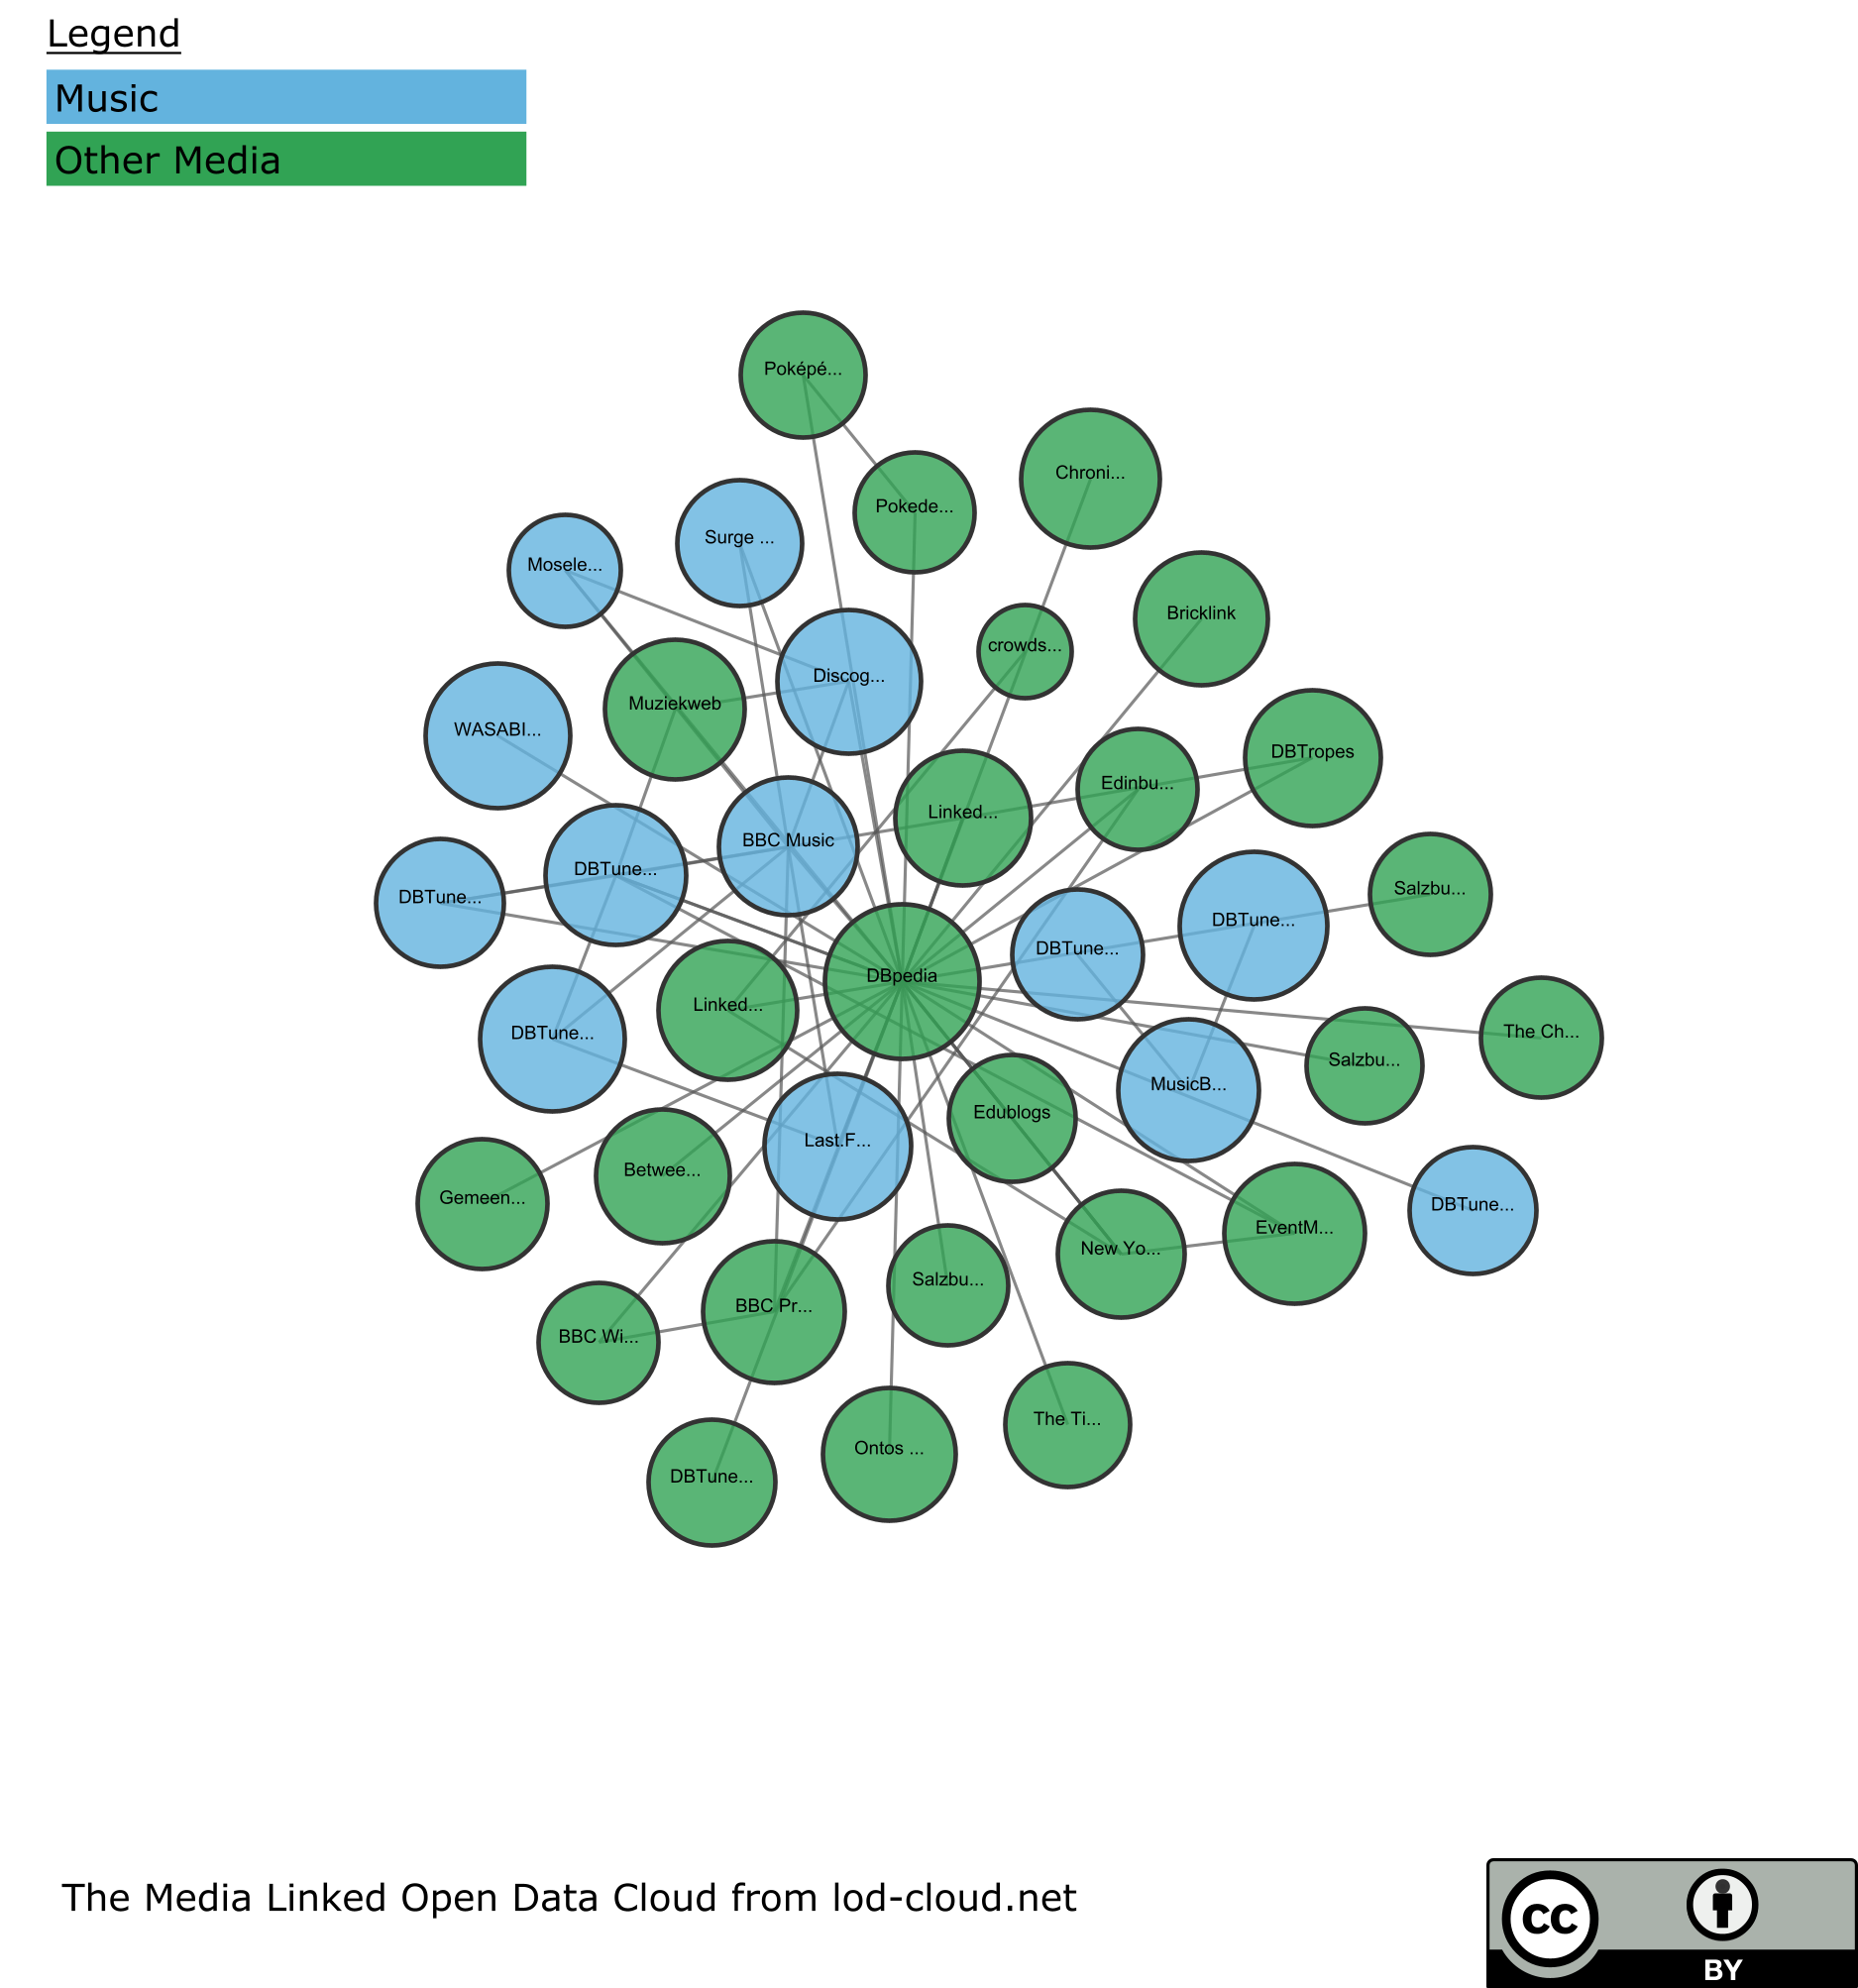 Legend
Music
Other Media
Poképé...
Chroni...
Pokede...
Surge ...
Mosele...
Bricklink
crowds...
Discog...
Muziekweb
WASABI...
DBTropes
Edinbu...
Linked...
BBC Music
DBTune...
DBTune...
Salzbu...
DBTune...
DBTune...
DBpedia
Linked...
DBTune...
The Ch...
Salzbu...
MusicB...
Edublogs
Last.F...
Betwee...
Gemeen...
DBTune...
EventM...
New Yo...
Salzbu...
BBC Pr...
BBC Wi...
The Ti...
Ontos ...
DBTune...
The Media Linked Open Data Cloud from lod-cloud.net
cc
BY